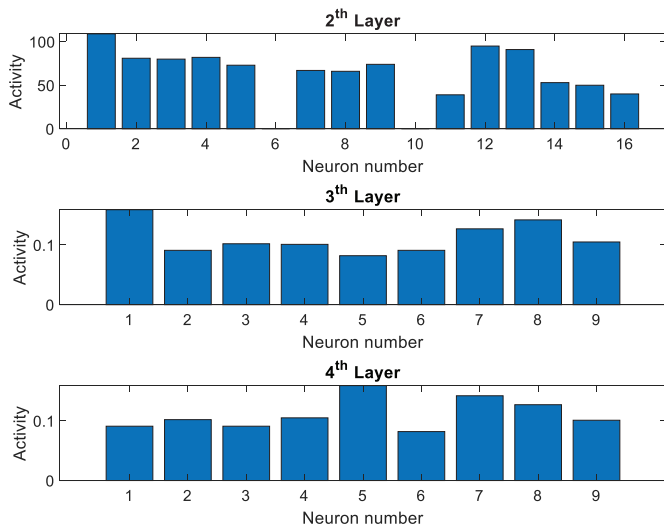 2th Layer
100
50
0
Activity
0 2 4 6 8 10 12 14 16
Neuron number
3th Layer
0.1
0
Activity
1 2 3 4 5 6 7 8 9
Neuron number
4th Layer
0.1
0
Activity
1 2 3 4 5 6 7 8 9
Neuron number